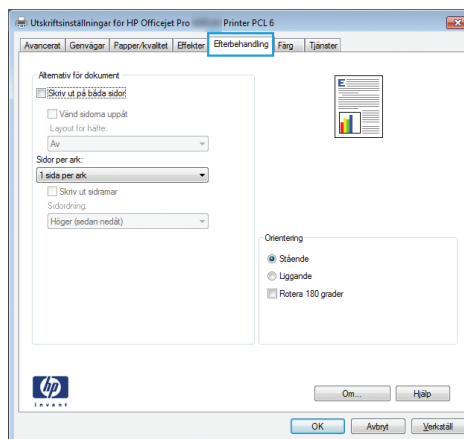 Utskriftsinställningar för HP Officejet Pro Printer PCL 6
Avancerat Genvägar Papper/kvalitet Effekter Efterbehandling Färg Tjänster
Alternativ för dokument
Skriv ut på båda sidor
Vänd sidorna uppåt
Layout för häfte:
Av
Sidor per ark:
1 sida per ark
Skriv ut sidramar
Sidordning:
Höger (sedan nedåt)
E
Orientering
Stående
Liggande
Rotera 180 grader
hp
invent
Om... Hjälp
OK Avbryt Verkställ